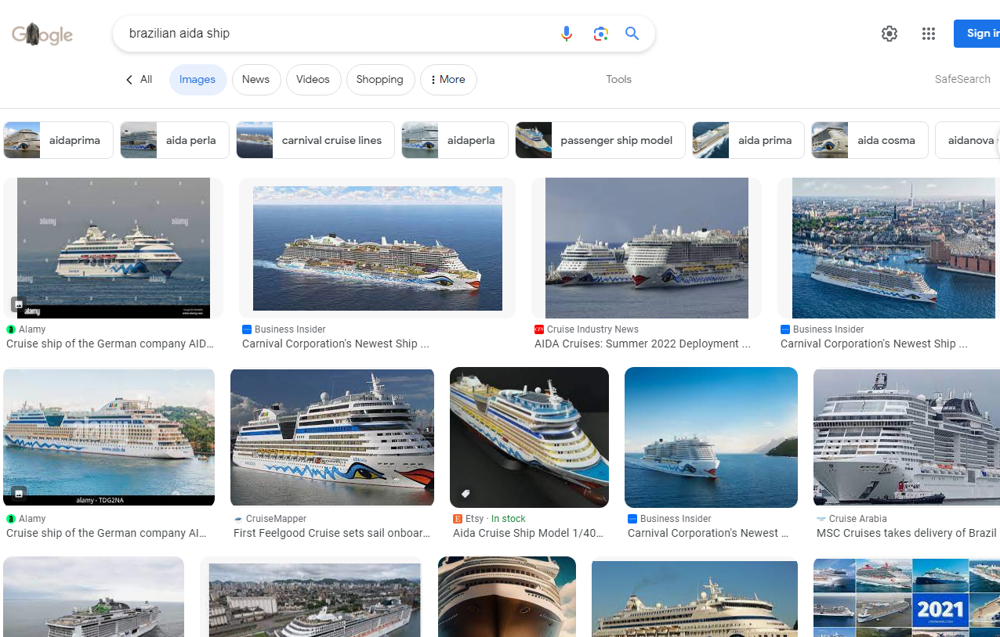 Google
brazilian aida ship
Sign in
All
Images
News
Videos
Shopping
More
Tools
SafeSearch
aidaprima
aida perla
carnival cruise lines
aidaperla
passenger ship model
aida prima
aida cosma
aidanova
alamy
alamy
alamy
alamy
alamy
Alamy
Cruise ship of the German company AID...
Business Insider
Carnival Corporation's Newest Ship ...
Cruise Industry News
AIDA Cruises: Summer 2022 Deployment ...
Business Insider
Carnival Corporation's Newest Ship ...
alamy
www.aida.de
alamy - TDG2NA
Alamy
Cruise ship of the German company AI...
CruiseMapper
First Feelgood Cruise sets sail onboar...
Etsy · In stock
Aida Cruise Ship Model 1/40...
Business Insider
Carnival Corporation's Newest ...
Cruise Arabia
MSC Cruises takes delivery of Brazil
2021